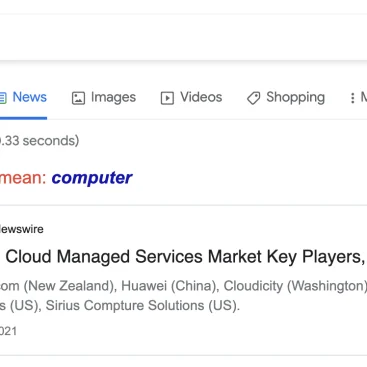 News Images Videos Shopping
.33 seconds)
mean: computer
ewswire
Cloud Managed Services Market Key Players,
com (New Zealand), Huawei (China), Cloudicity (Washington)
s (US), Sirius Compture Solutions (US).
021